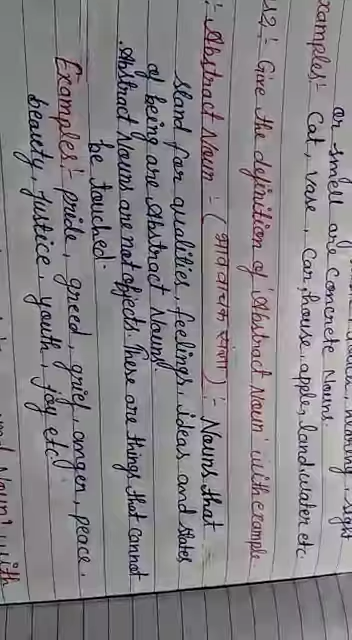 or smell are concrete Nouns.
Examples:- Cat, vase, car, house, apple, land, water etc.
Give the definition of 'Abstract Noun' with example.
:- Abstract Noun :- (भाववाचक संज्ञा) :- Nouns that
stand for qualities, feelings, ideas and states
of being are Abstract Nouns.
Abstract Nouns are not objects. These are things that cannot
be touched.
Examples:- pride, greed, grief, anger, peace,
beauty, justice, youth, joy etc.
Noun' with